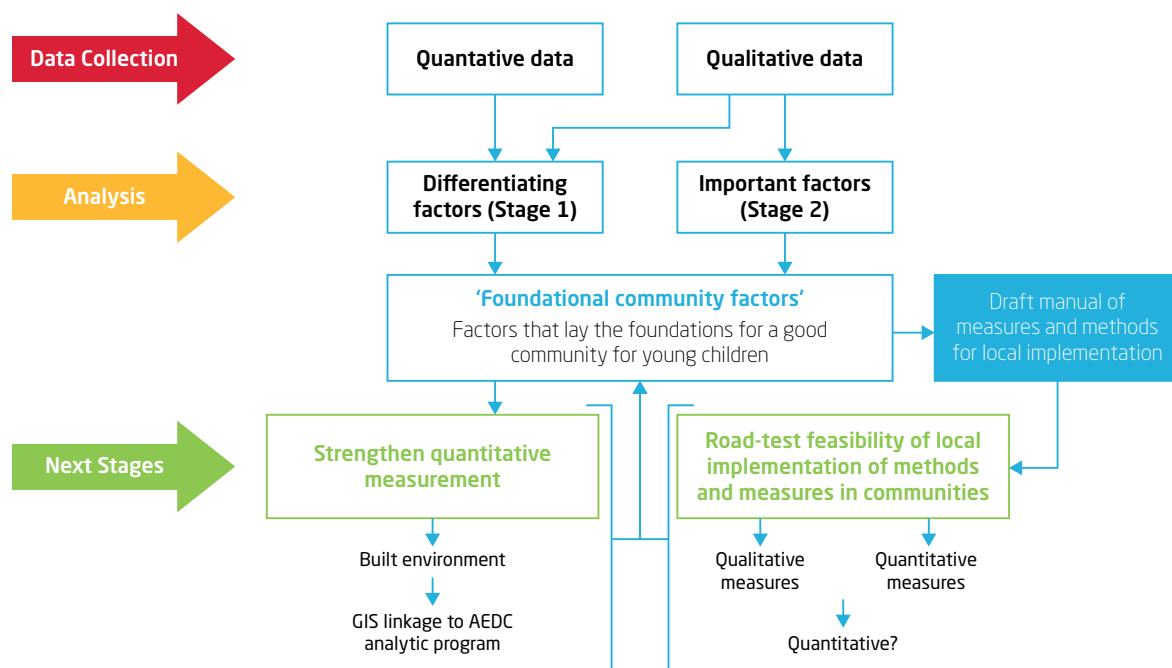 Data Collection
Quantative data
Qualitative data
Analysis
Differentiating
factors (Stage 1)
Important factors
(Stage 2)
'Foundational community factors'
Factors that lay the foundations for a good
community for young children
Draft manual of
measures and methods
for local implementation
Next Stages
Strengthen quantitative
measurement
Road-test feasibility of local
implementation of methods
and measures in communities
Built environment
GIS linkage to AEDC
analytic program
Qualitative
measures
Quantitative
measures
Quantitative?